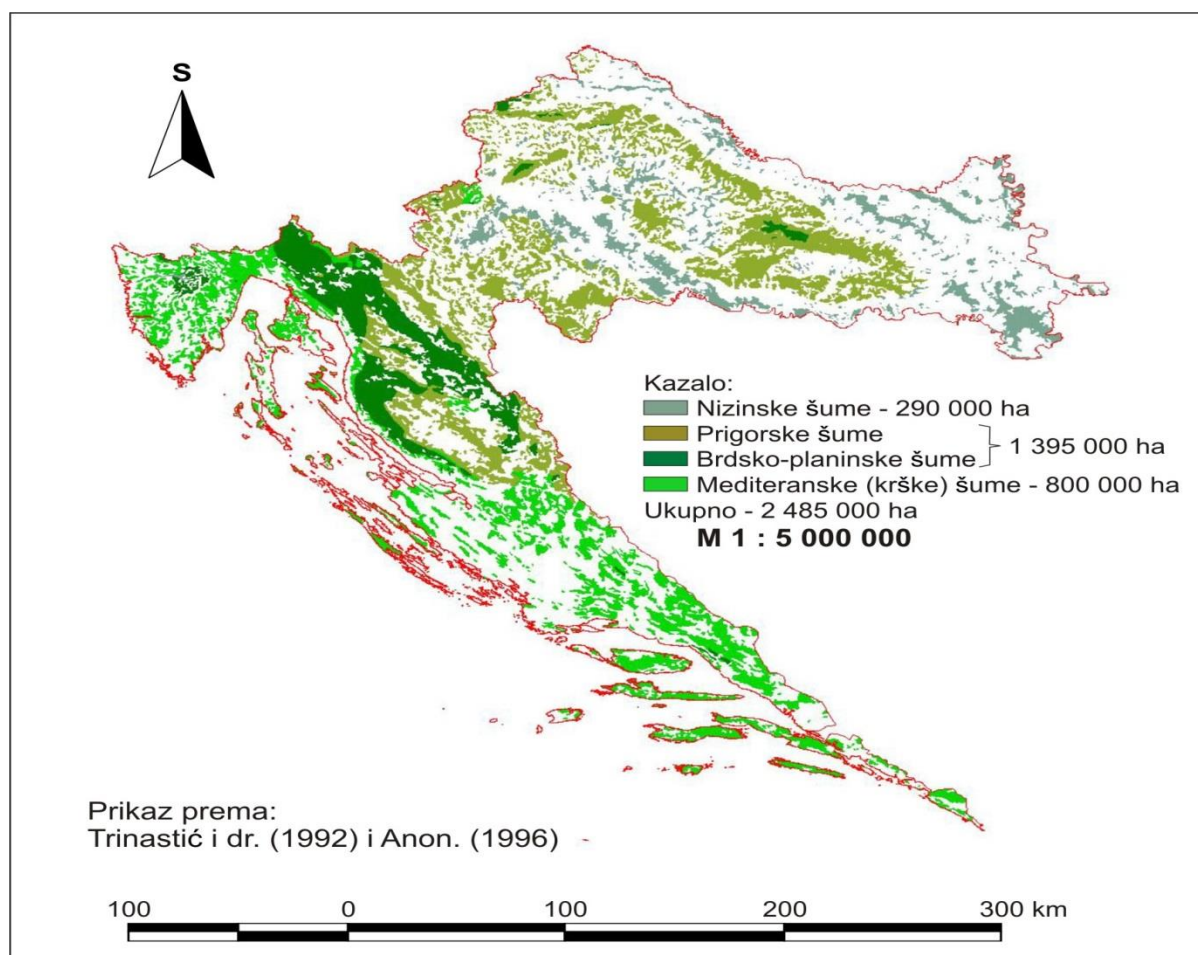 S
Kazalo:
Nizinske šume - 290 000 ha
Prigorske šume
1 395 000 ha
Brdsko-planinske šume
Mediteranske (krške) šume - 800 000 ha
Ukupno - 2 485 000 ha
M 1 : 5 000 000
Prikaz prema:
Trinastić i dr. (1992) i Anon. (1996)
100 0 100 200 300 km